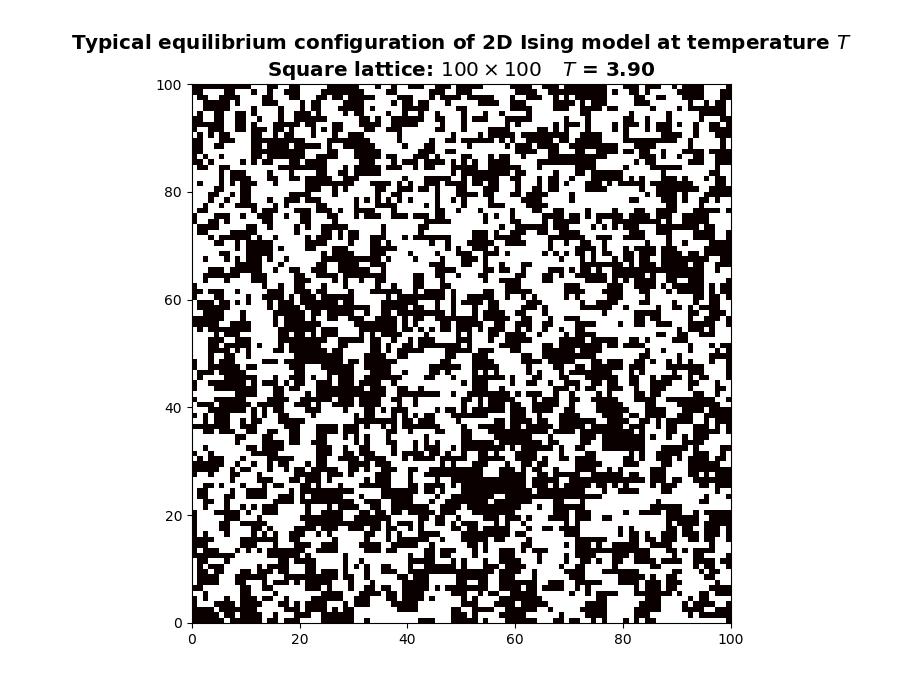 Typical equilibrium configuration of 2D Ising model at temperature T
Square lattice: 100 × 100 T = 3.90
100
80
60
40
20
0
0 20 40 60 80 100